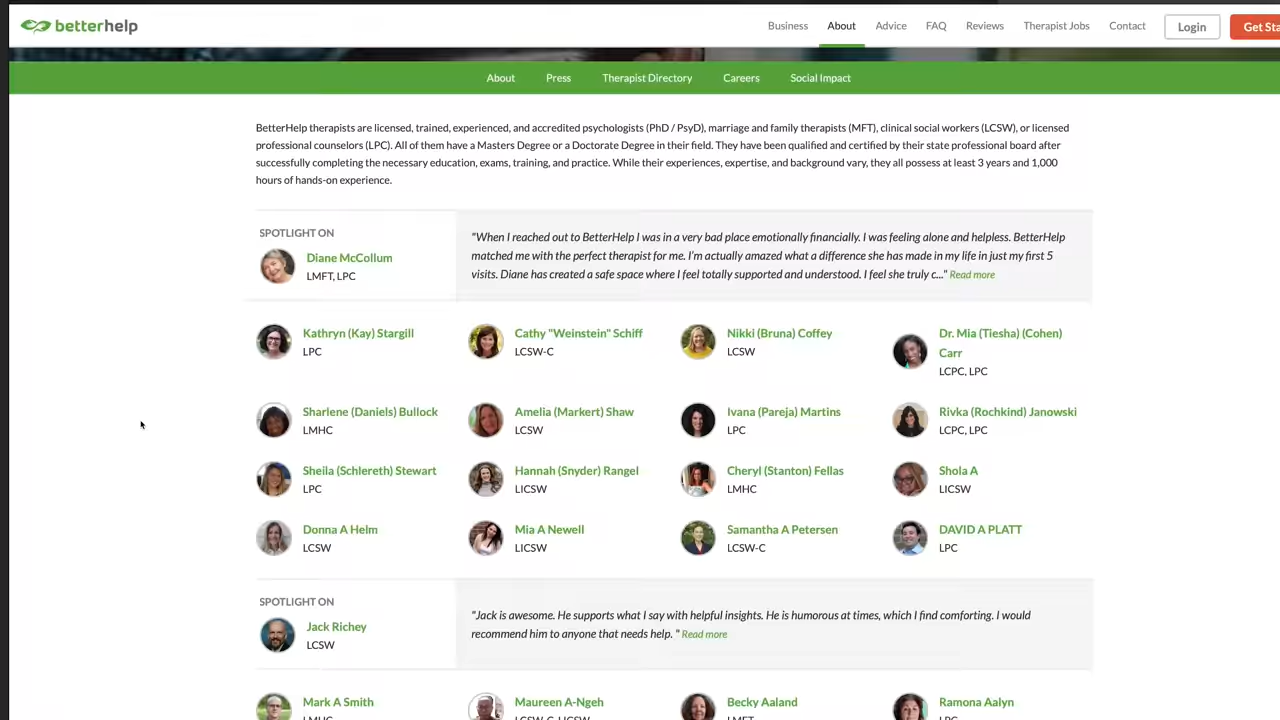 betterhelp
Business About Advice FAQ Reviews Therapist Jobs Contact Login Get Sta
About Press Therapist Directory Careers Social Impact
BetterHelp therapists are licensed, trained, experienced, and accredited psychologists (PhD / PsyD), marriage and family therapists (MFT), clinical social workers (LCSW), or licensed
professional counselors (LPC). All of them have a Masters Degree or a Doctorate Degree in their field. They have been qualified and certified by their state professional board after
successfully completing the necessary education, exams, training, and practice. While their experiences, expertise, and background vary, they all possess at least 3 years and 1,000
hours of hands-on experience.
SPOTLIGHT ON
Diane McCollum
LMFT, LPC
"When I reached out to BetterHelp I was in a very bad place emotionally financially. I was feeling alone and helpless. BetterHelp
matched me with the perfect therapist for me. I'm actually amazed what a difference she has made in my life in just my first 5
visits. Diane has created a safe space where I feel totally supported and understood. I feel she truly c..." Read more
Kathryn (Kay) Stargill
LPC
Cathy "Weinstein" Schiff
LCSW-C
Nikki (Bruna) Coffey
LCSW
Dr. Mia (Tiesha) (Cohen)
Carr
LCPC, LPC
Sharlene (Daniels) Bullock
LMHC
Amelia (Markert) Shaw
LCSW
Ivana (Pareja) Martins
LPC
Rivka (Rochkind) Janowski
LCPC, LPC
Sheila (Schlereth) Stewart
LPC
Hannah (Snyder) Rangel
LICSW
Cheryl (Stanton) Fellas
LMHC
Shola A
LICSW
Donna A Helm
LCSW
Mia A Newell
LICSW
Samantha A Petersen
LCSW-C
DAVID A PLATT
LPC
SPOTLIGHT ON
Jack Richey
LCSW
"Jack is awesome. He supports what I say with helpful insights. He is humorous at times, which I find comforting. I would
recommend him to anyone that needs help. " Read more
Mark A Smith
LMHC
Maureen A-Ngeh
LCSW-C, LICSW
Becky Aaland
LMFT
Ramona Aalyn
LPC